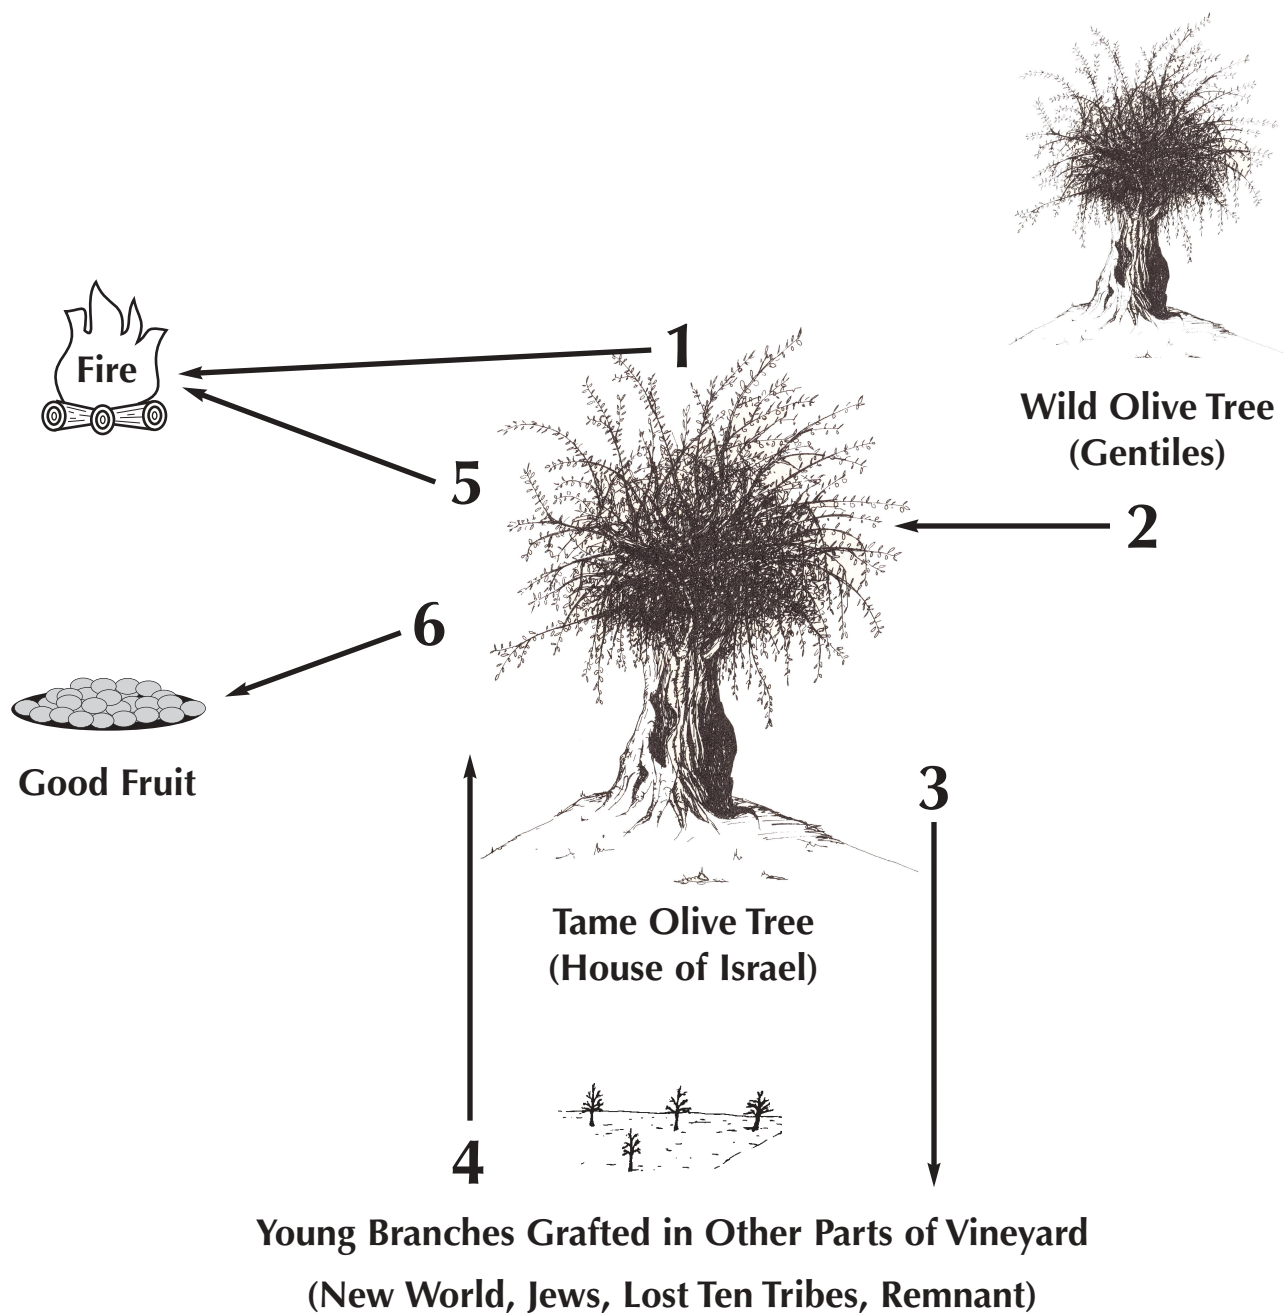 1
Fire
Wild Olive Tree
(Gentiles)
5
2
6
Good Fruit
3
Tame Olive Tree
(House of Israel)
4
Young Branches Grafted in Other Parts of Vineyard
(New World, Jews, Lost Ten Tribes, Remnant)